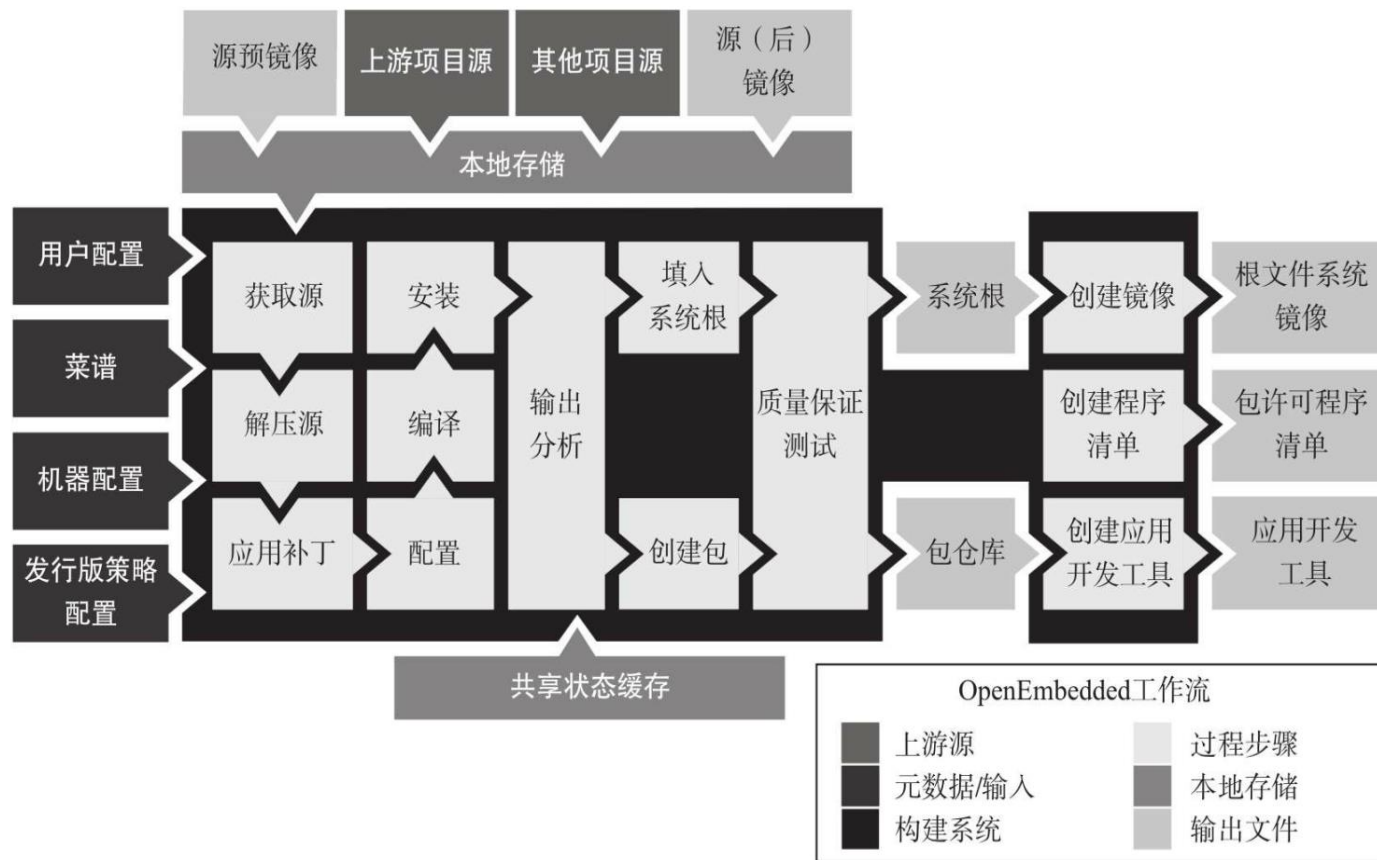 源预镜像
上游项目源
其他项目源
源（后）
镜像
本地存储
用户配置
菜谱
机器配置
发行版策略
配置
获取源
安装
填入
系统根
系统根
创建镜像
根文件系统
镜像
解压源
编译
输出
分析
质量保证
测试
创建程序
清单
包许可程序
清单
应用补丁
配置
创建包
包仓库
创建应用
开发工具
应用开发
工具
共享状态缓存
OpenEmbedded工作流
上游源
过程步骤
元数据/输入
本地存储
构建系统
输出文件